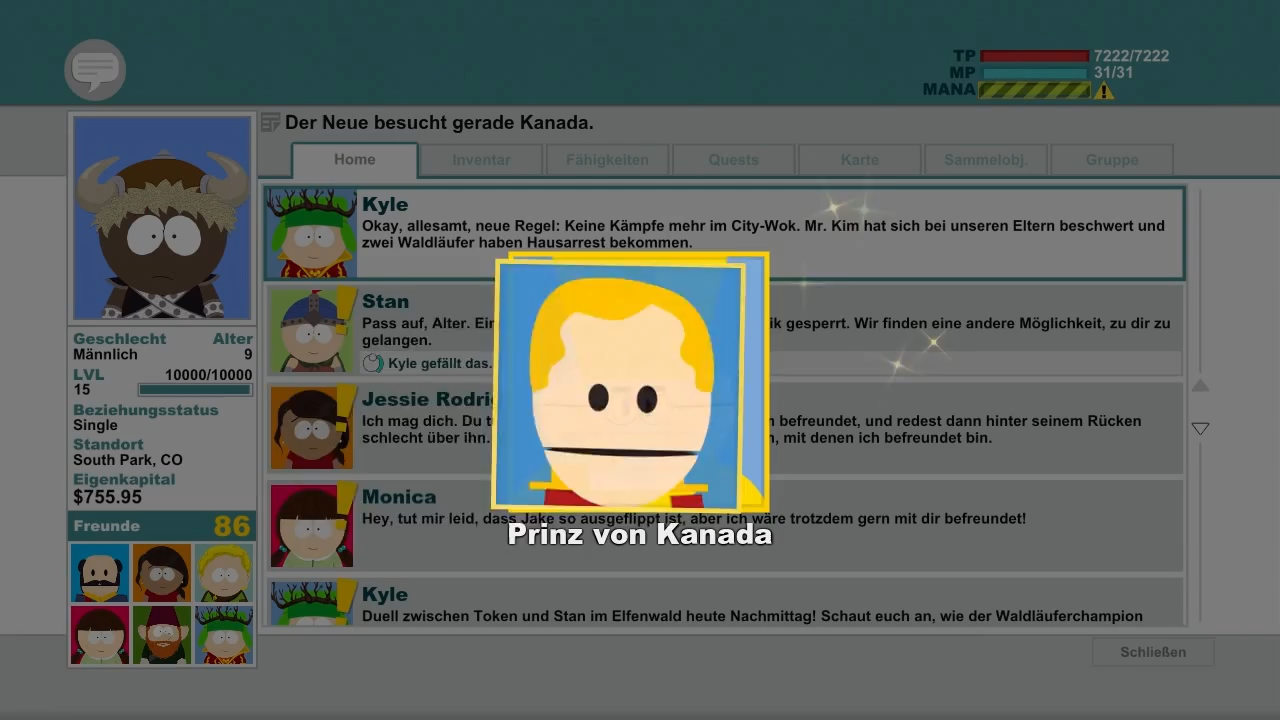 TP 7222/7222
MP 31/31
MANA
Der Neue besucht gerade Kanada.
Home Inventar Fähigkeiten Quests Karte Sammelobj. Gruppe
Kyle
Okay, allesamt, neue Regel: Keine Kämpfe mehr im City-Wok. Mr. Kim hat sich bei unseren Eltern beschwert und
zwei Waldläufer haben Hausarrest bekommen.
Stan
Pass auf, Alter. gesperrt. Wir finden eine andere Möglichkeit, zu dir zu
gelangen.
Kyle gefällt das.
Jessie
Ich mag dich. Du befreundet, und redest dann hinter seinem Rücken
schlecht über ihn. mit denen ich befreundet bin.
Monica
Hey, tut mir leid, dass Jake so ausgeflippt ist, aber ich wäre trotzdem gern mit dir befreundet!
Kyle
Duell zwischen Token und Stan im Elfenwald heute Nachmittag! Schaut euch an, wie der Waldläuferchampion
Prinz von Kanada
Geschlecht Alter
Männlich 9
LVL 10000/10000
15
Beziehungsstatus
Single
Standort
South Park, CO
Eigenkapital
$755.95
Freunde 86
Schließen